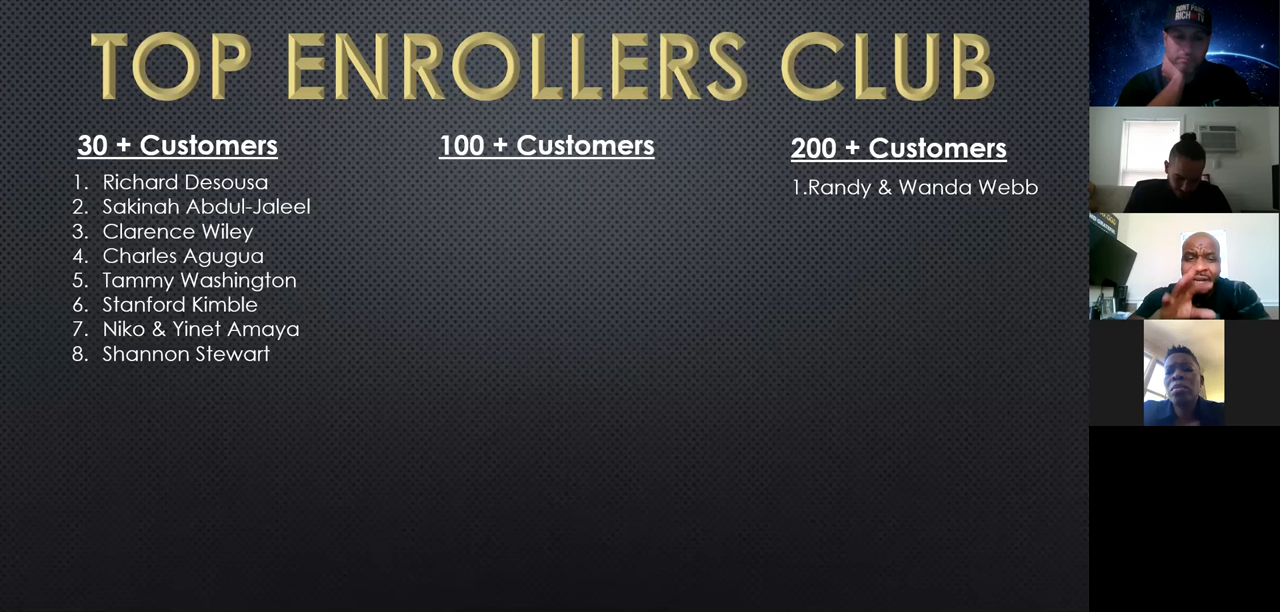 TOP ENROLLERS CLUB
30 + Customers
1. Richard Desousa
2. Sakinah Abdul-Jaleel
3. Clarence Wiley
4. Charles Agugua
5. Tammy Washington
6. Stanford Kimble
7. Niko & Yinet Amaya
8. Shannon Stewart
100 + Customers
200 + Customers
1.Randy & Wanda Webb